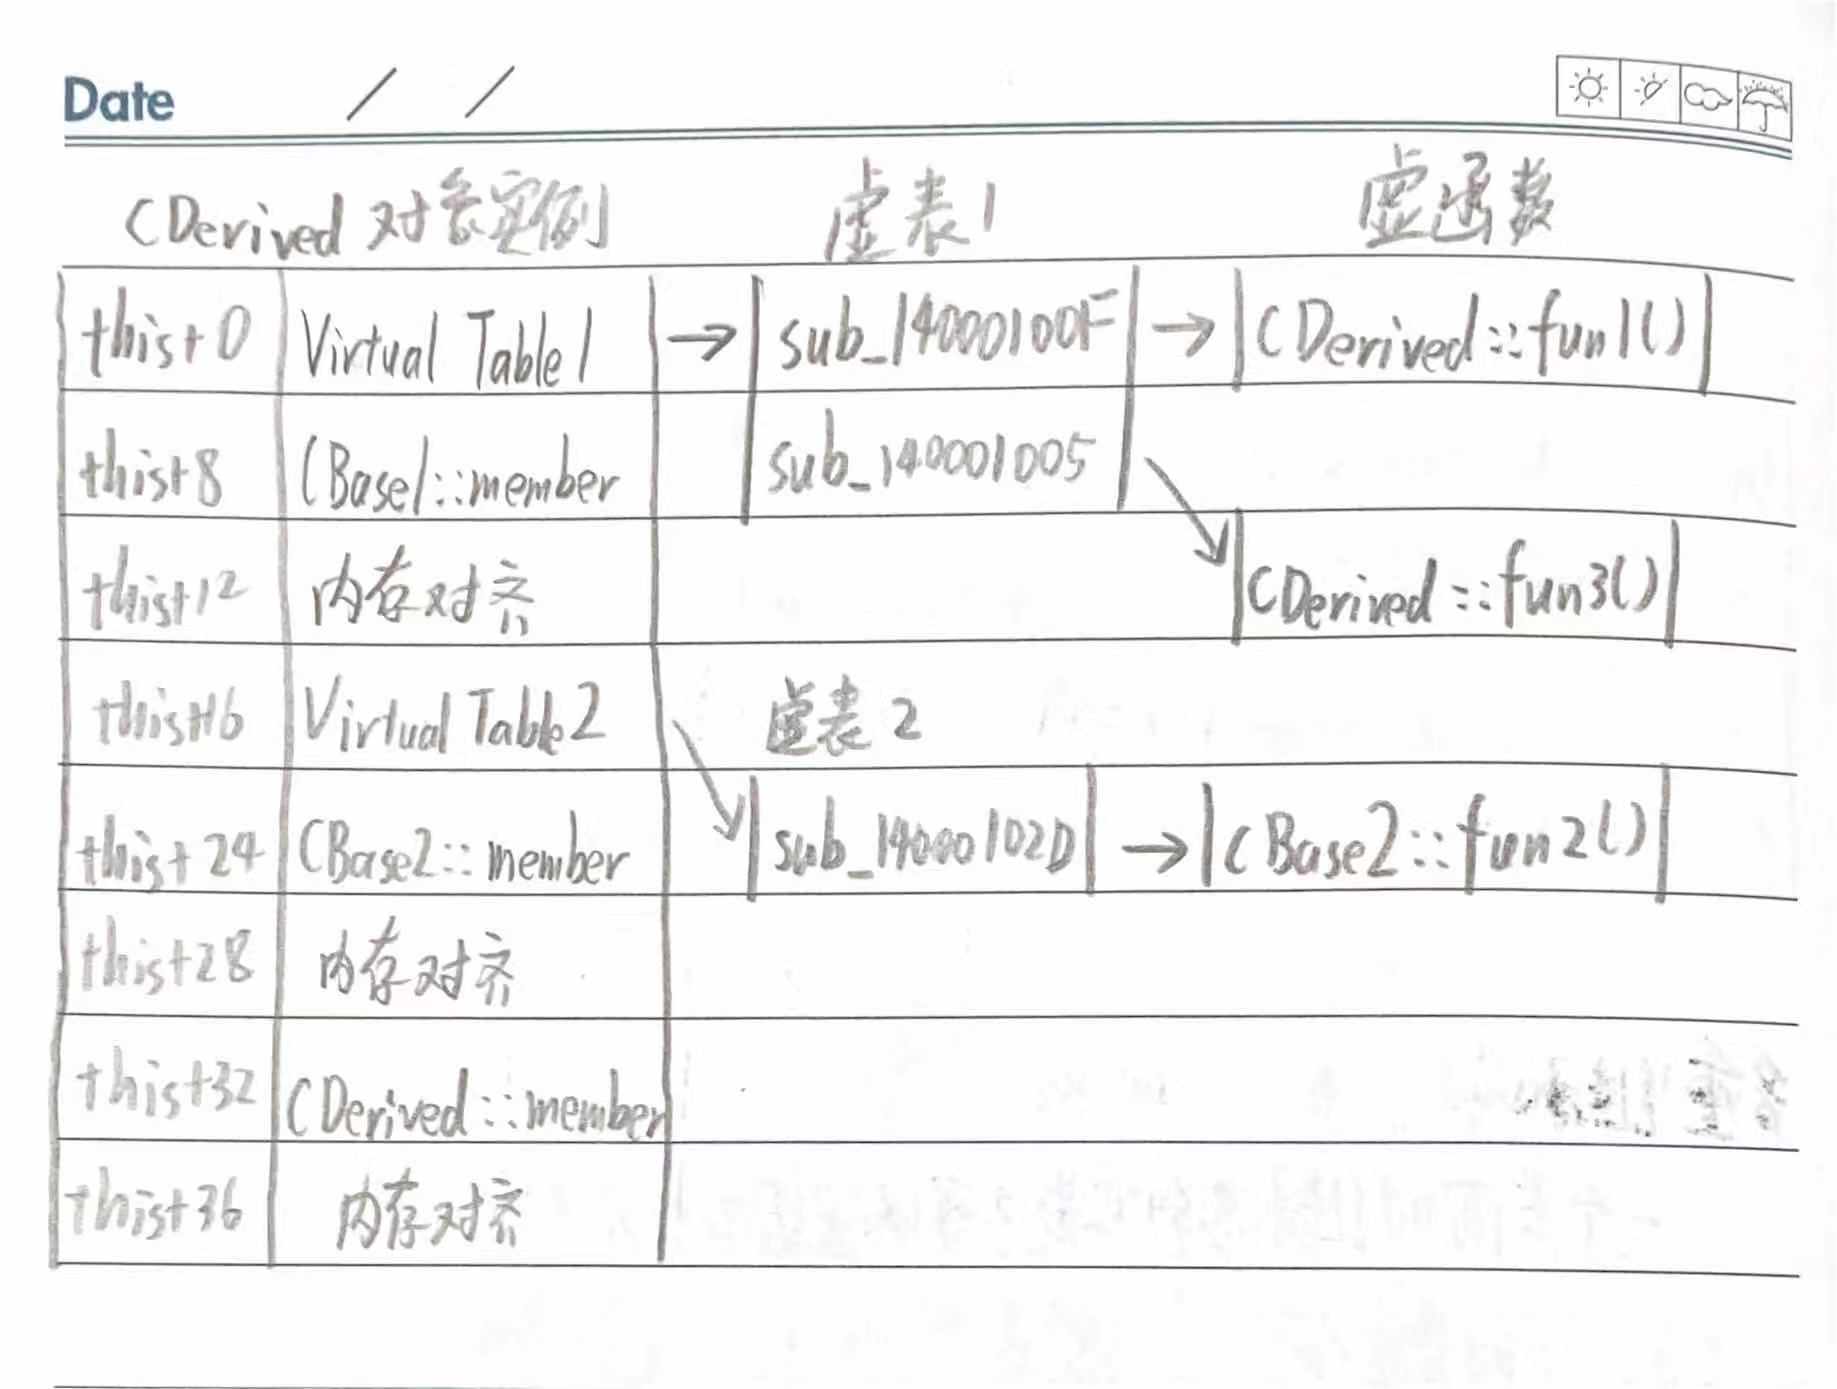 Date / /
CDerived 对象实例 虚表1 虚函数
this+0 Virtual Table1 → sub_14000100F → CDerived::fun1()
this+8 CBase1::member sub_140001005
this+12 内存对齐 CDerived::fun3()
this+16 Virtual Table2 虚表2
this+24 CBase2::member sub_14000102D → CBase2::fun2()
this+28 内存对齐
this+32 CDerived::member
this+36 内存对齐